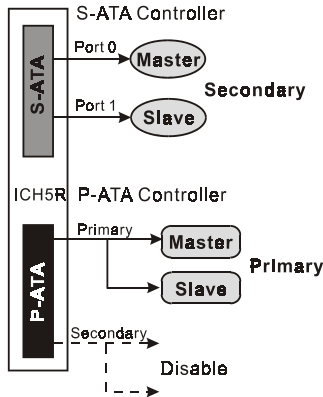 S-ATA Controller
S-ATA
Port 0
Master
Port 1
Slave
Secondary
ICH5R P-ATA Controller
P-ATA
Primary
Master
Slave
PrImary
Secondary
Disable